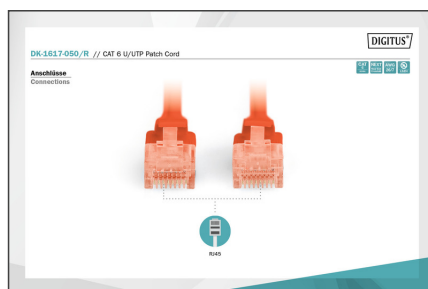 DIGITUS®
DK-1617-050/R // CAT 6 U/UTP Patch Cord
Anschlüsse
Connections
RJ45